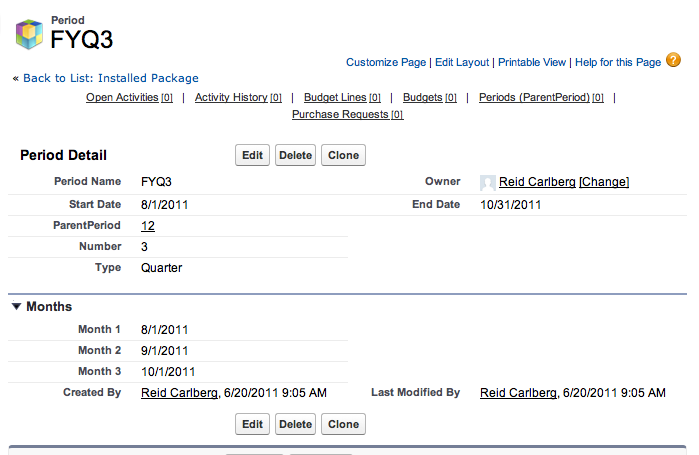 Period
FYQ3
Customize Page | Edit Layout | Printable View | Help for this Page ?
« Back to List: Installed Package
Open Activities [0] | Activity History [0] | Budget Lines [0] | Budgets [0] | Periods (ParentPeriod) [0] |
Purchase Requests [0]
Period Detail Edit Delete Clone
Period Name FYQ3 Owner Reid Carlberg [Change]
Start Date 8/1/2011 End Date 10/31/2011
ParentPeriod 12
Number 3
Type Quarter
Months
Month 1 8/1/2011
Month 2 9/1/2011
Month 3 10/1/2011
Created By Reid Carlberg, 6/20/2011 9:05 AM Last Modified By Reid Carlberg, 6/20/2011 9:05 AM
Edit Delete Clone